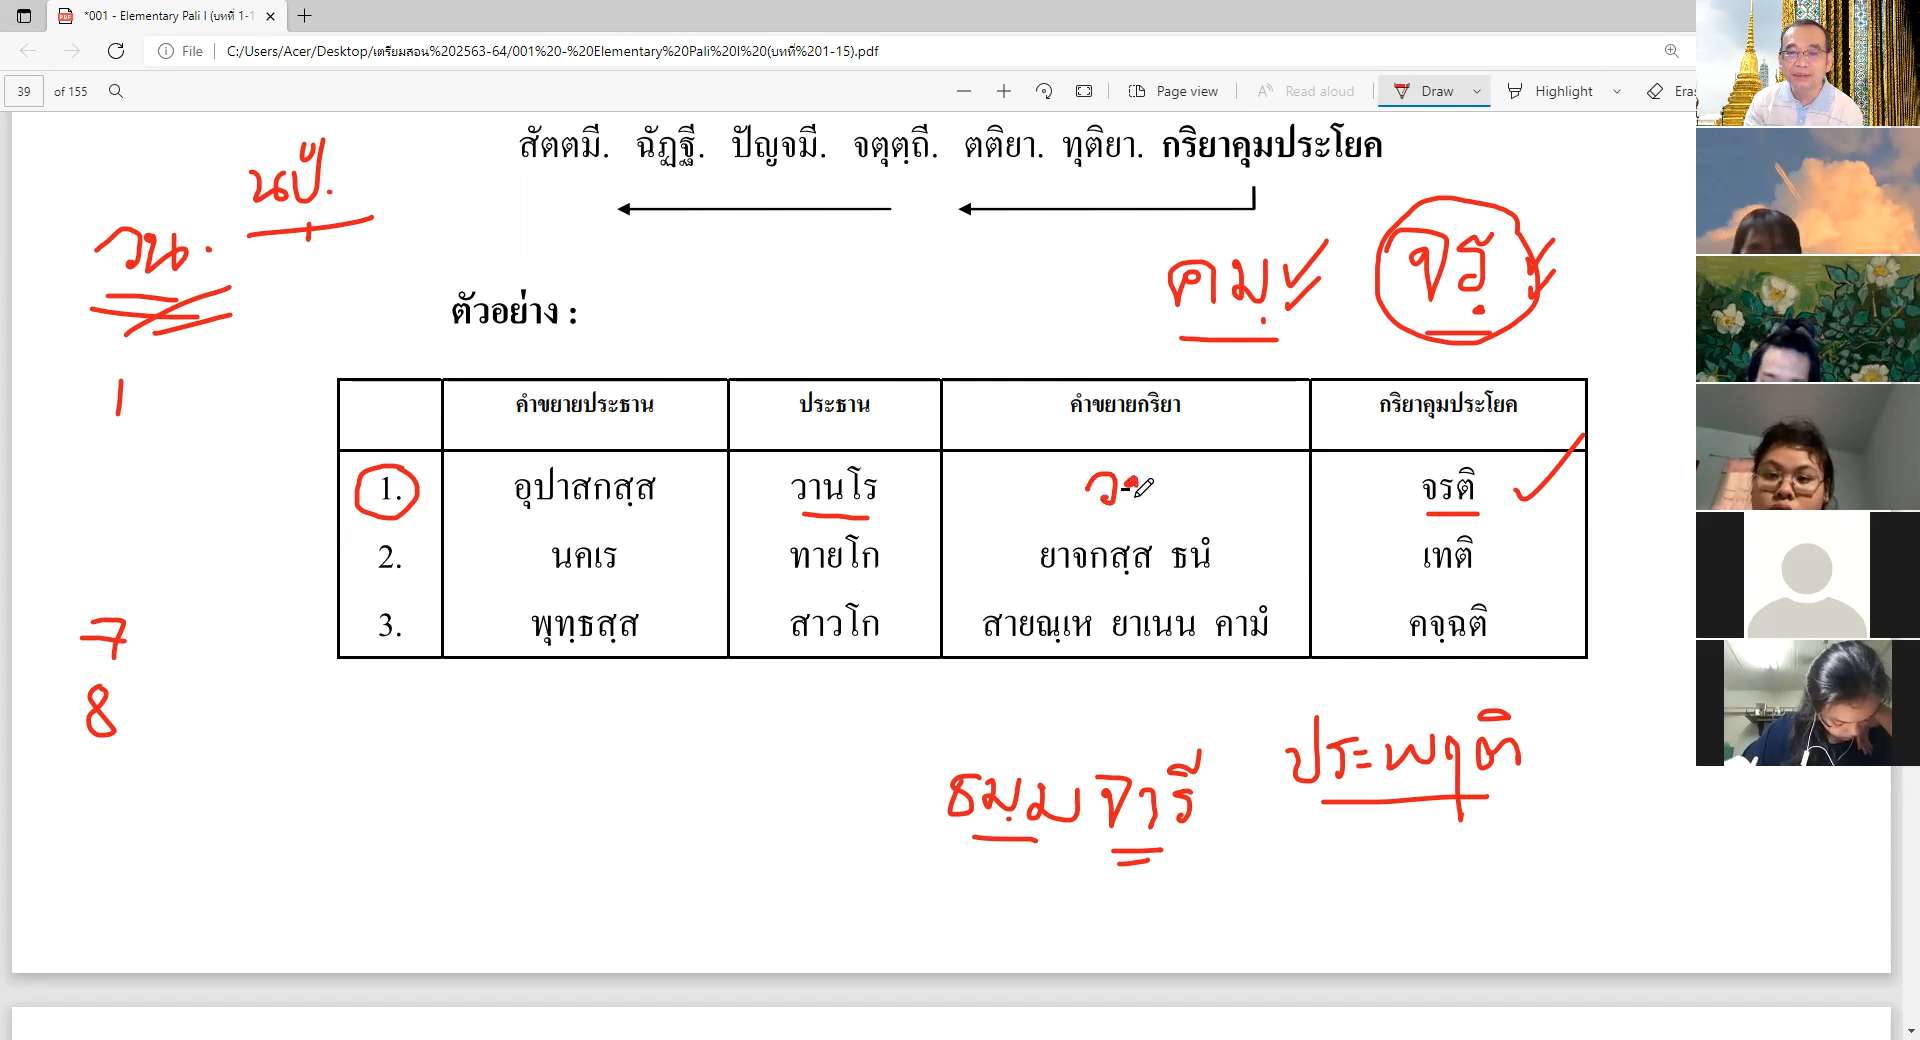 *001 - Elementary Pali I (บทที่ 1-1
File C:/Users/Acer/Desktop/เตรียมสอน%202563-64/001%20-%20Elementary%20Pali%20I%20(บทที่%201-15).pdf
39 of 155 Page view Read aloud Draw Highlight Eras
สัตตมี. ฉัฏฐี. ปัญจมี. จตุตฺถี. ตติยา. ทุติยา. กริยาคุมประโยค
นปํ.
วน.
คมฺ จรฺ
ตัวอย่าง :
1
คำขยายประธาน ประธาน คำขยายกริยา กริยาคุมประโยค
1. อุปาสกสฺส วานโร ว จรติ
2. นคเร ทายโก ยาจกสฺส ธนํ เทติ
3. พุทฺธสฺส สาวโก สายณฺเห ยาเนน คามํ คจฺฉติ
7
8
ประพฤติ
ธมฺมจารี